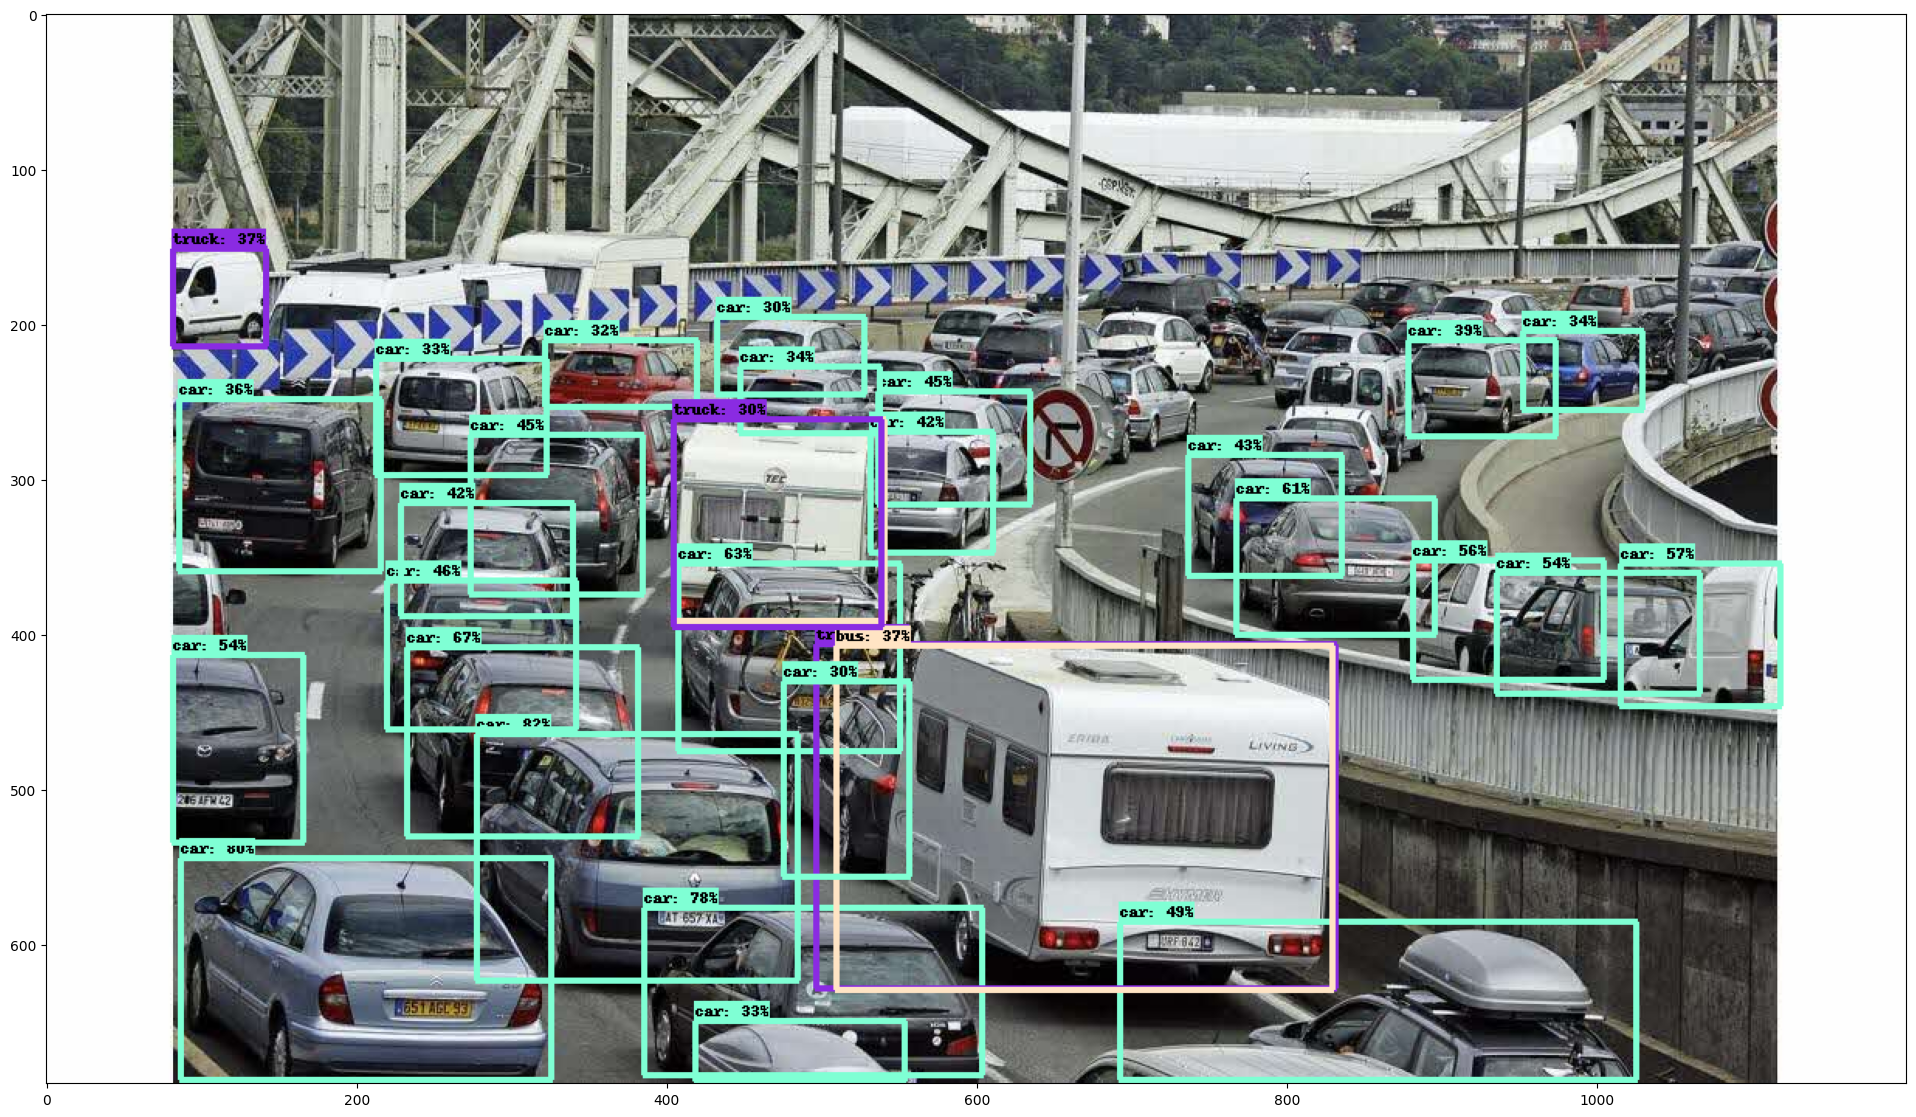 0
100
200
300
400
500
600
0
200
400
600
800
1000
truck: 37%
car: 30%
car: 32%
car: 34%
car: 39%
car: 33%
car: 34%
car: 36%
car: 45%
truck: 30%
car: 45%
car: 42%
car: 43%
car: 61%
car: 42%
TEC
car: 63%
car: 56%
car: 54%
car: 57%
car: 46%
car: 67%
bus: 37%
car: 54%
car: 30%
ERIBA
LIVING
car: 82%
206 AFW 42
car: 80%
HYMER
car: 78%
AT 657 XA
car: 49%
651 AGC 93
car: 33%